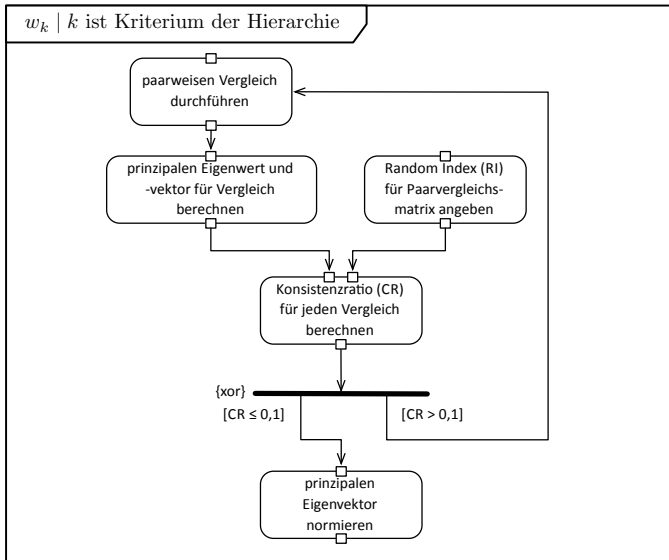 w_k | k ist Kriterium der Hierarchie
paarweisen Vergleich
durchführen
prinzipalen Eigenwert und
-vektor für Vergleich
berechnen
Random Index (RI)
für Paarvergleichs-
matrix angeben
Konsistenzratio (CR)
für jeden Vergleich
berechnen
{xor}
[CR ≤ 0,1]
[CR > 0,1]
prinzipalen
Eigenvektor
normieren